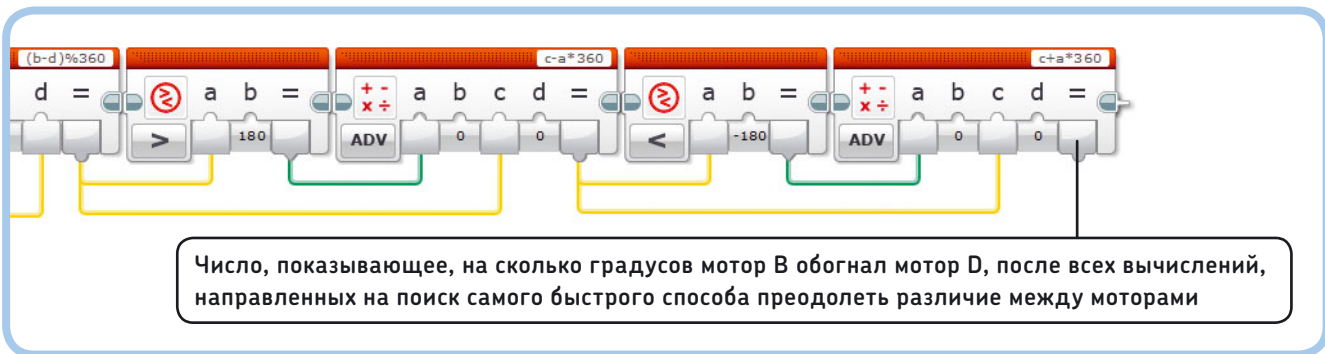 (b-d)%360 c-a*360 c+a*360
d = a b = a b c d = a b = a b c d =
> 180 ADV 0 0 < -180 ADV 0 0
Число, показывающее, на сколько градусов мотор B обогнал мотор D, после всех вычислений,
направленных на поиск самого быстрого способа преодолеть различие между моторами